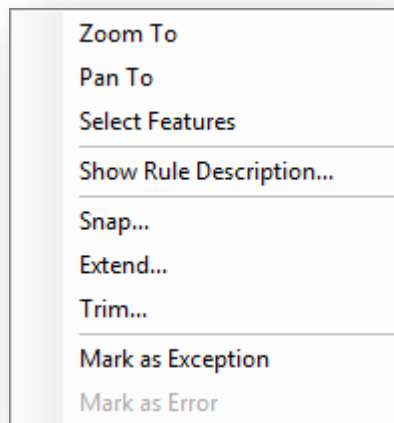 Zoom To
Pan To
Select Features
Show Rule Description...
Snap...
Extend...
Trim...
Mark as Exception
Mark as Error